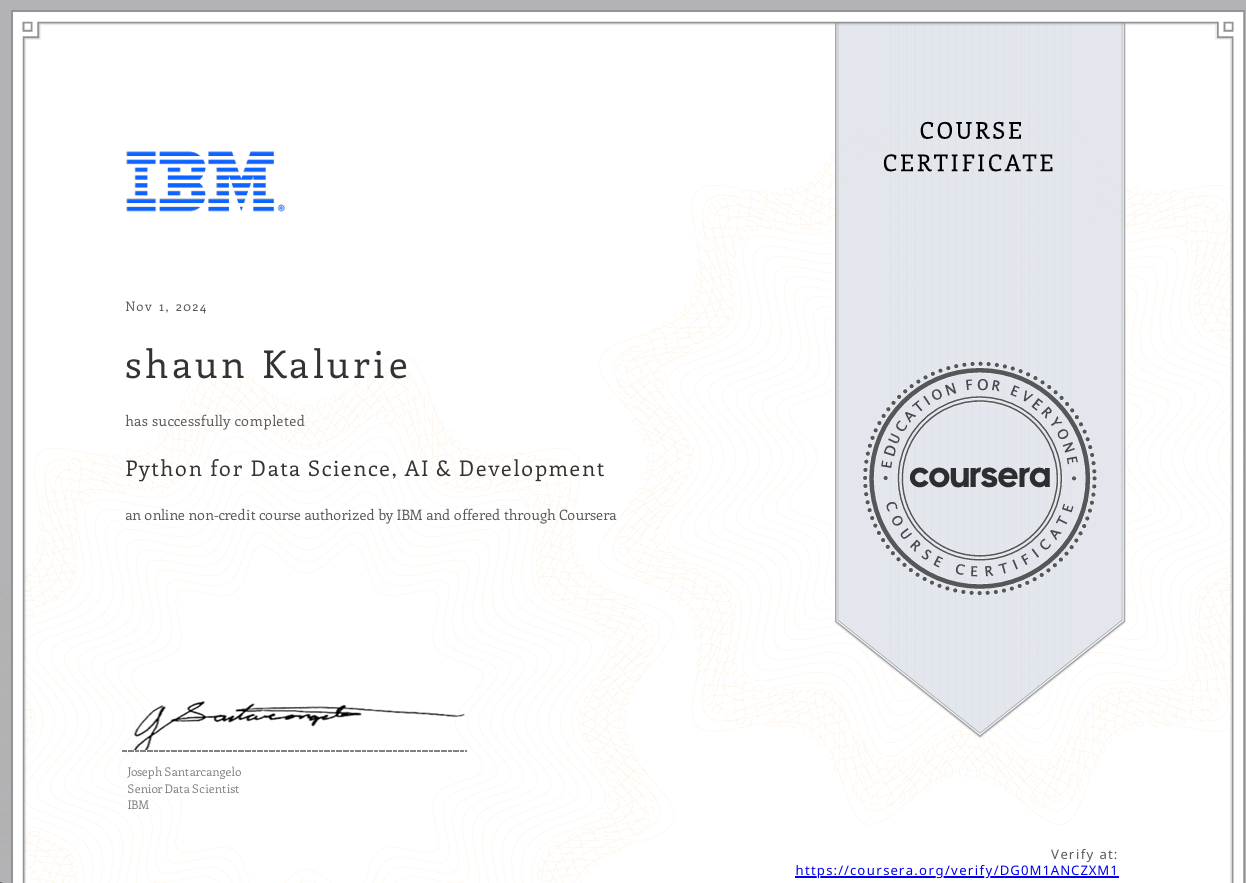 COURSE
CERTIFICATE
IBM®
Nov 1, 2024
shaun Kalurie
has successfully completed
Python for Data Science, AI & Development
an online non-credit course authorized by IBM and offered through Coursera
EDUCATION FOR EVERYONE
coursera
COURSE CERTIFICATE
J Santarcangelo
Joseph Santarcangelo
Senior Data Scientist
IBM
Verify at:
https://coursera.org/verify/DG0M1ANCZXM1